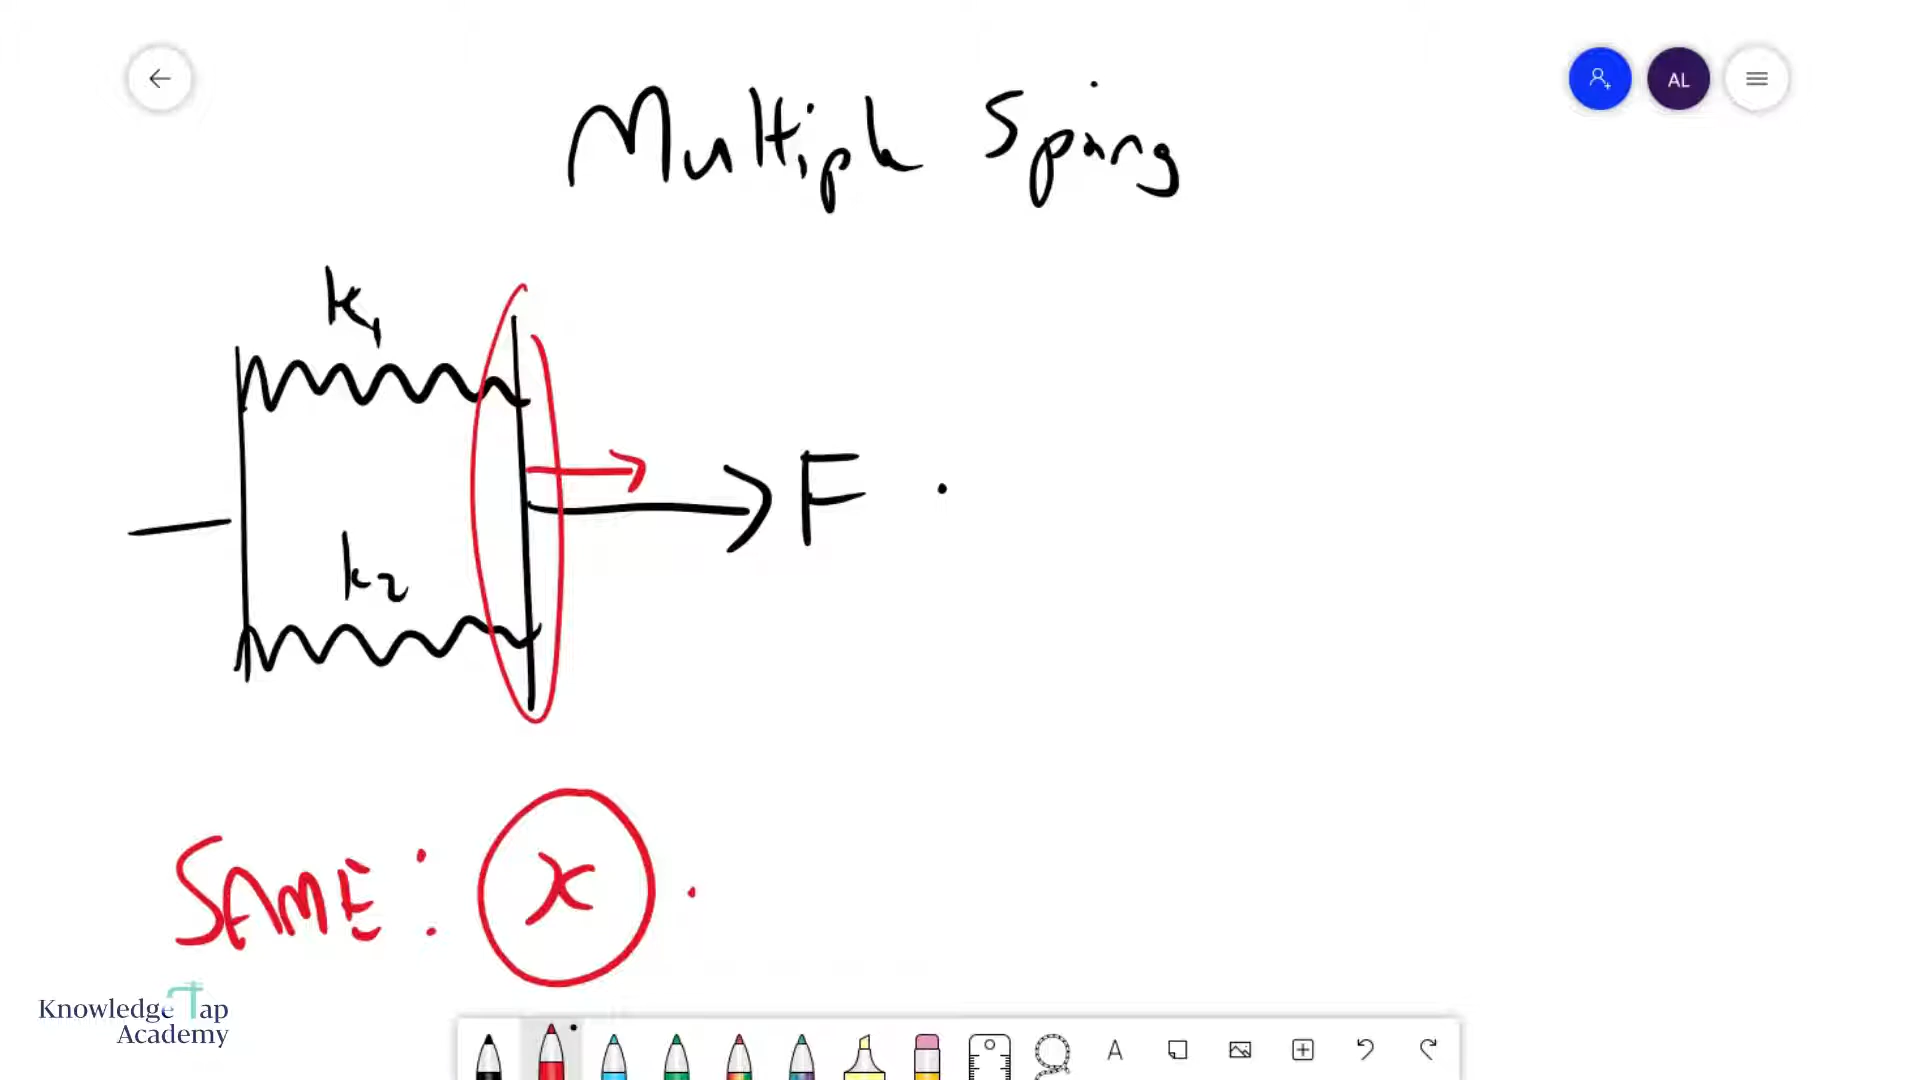 AL
Multiple Spring
k₁
F
k₂
SAME: x
Knowledge Tap
Academy
A